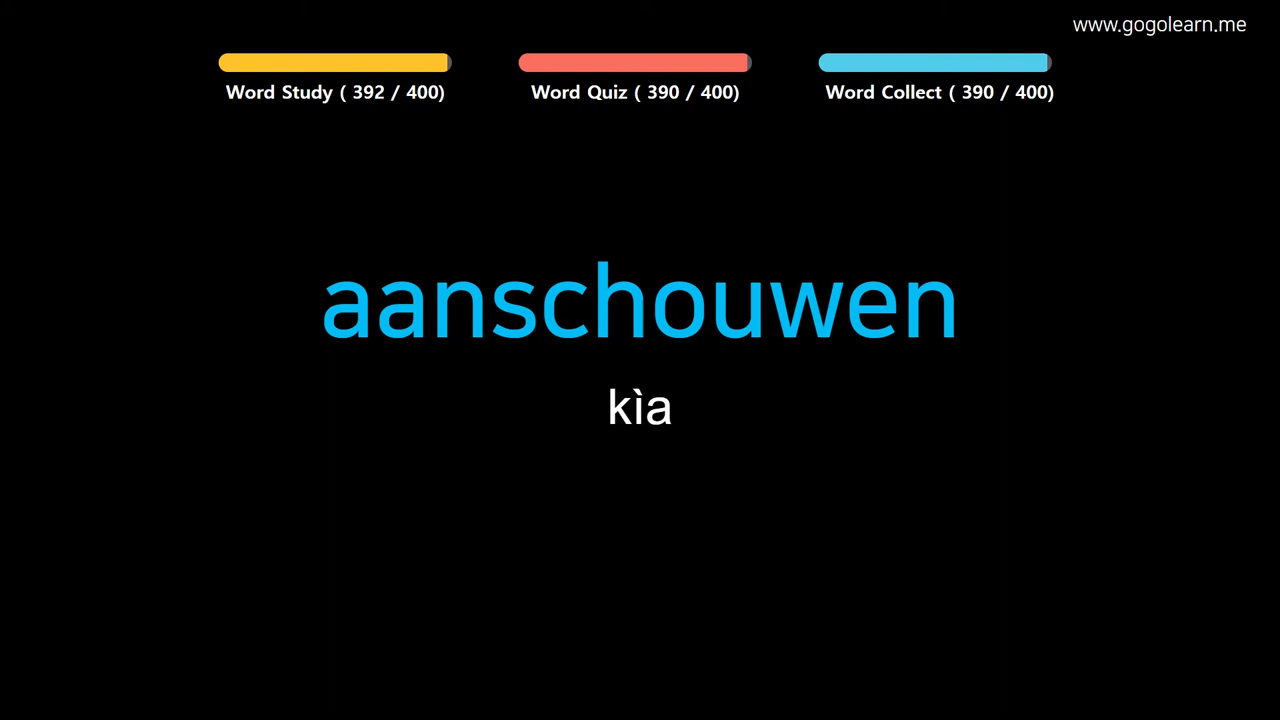 www.gogolearn.me
Word Study ( 392 / 400)
Word Quiz ( 390 / 400)
Word Collect ( 390 / 400)
aanschouwen
kìa